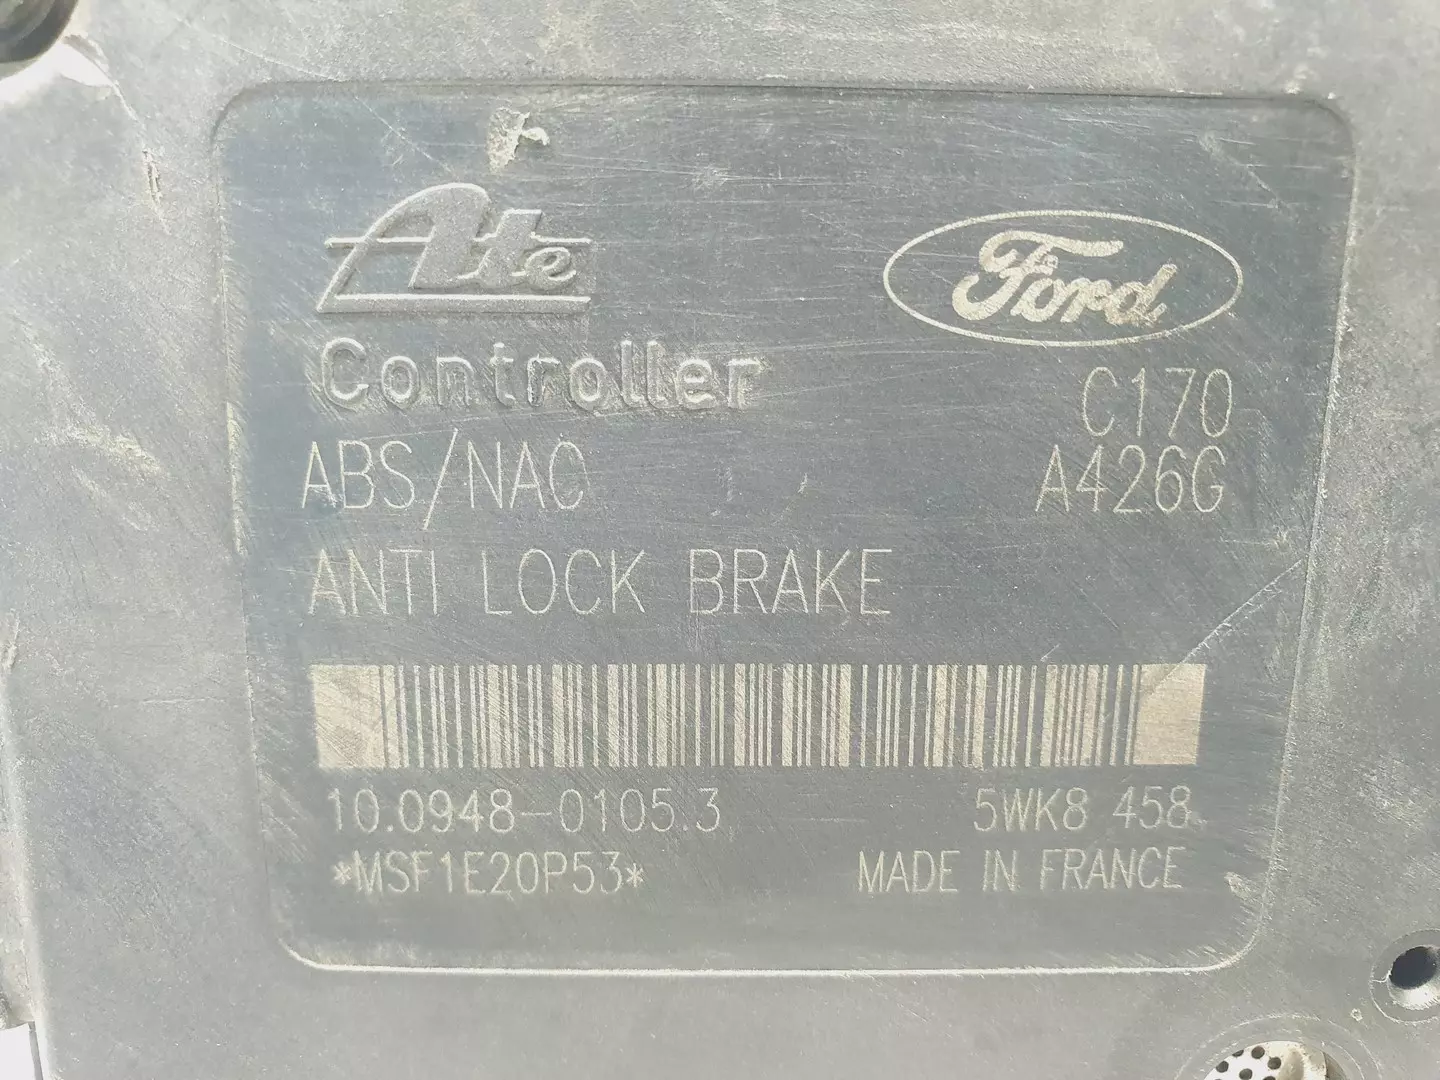 Ate
Ford
Controller
C170
ABS/NAO
A426G
ANTI LOCK BRAKE
10.0948-0105.3
5WK8 458
*MSF1E20P53*
MADE IN FRANCE